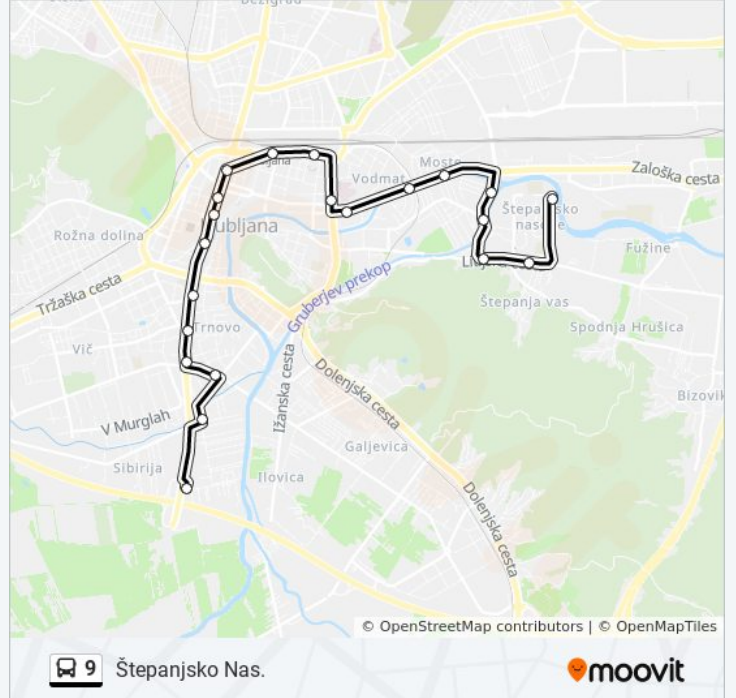 Bežigrad
Zaloška cesta
Moste
Vodmat
Štepanjsko
naselje
Rožna dolina
Ljubljana
Fužine
Tržaška cesta
Gruberjev prekop
Štepanja vas
Trnovo
Spodnja Hrušica
Vič
Ižanska cesta
Dolenjska cesta
Bizovik
V Murglah
Galjevica
Sibirija
Ilovica
Dolenjska cesta
© OpenStreetMap contributors | © OpenMapTiles
9 Štepanjsko Nas.
moovit